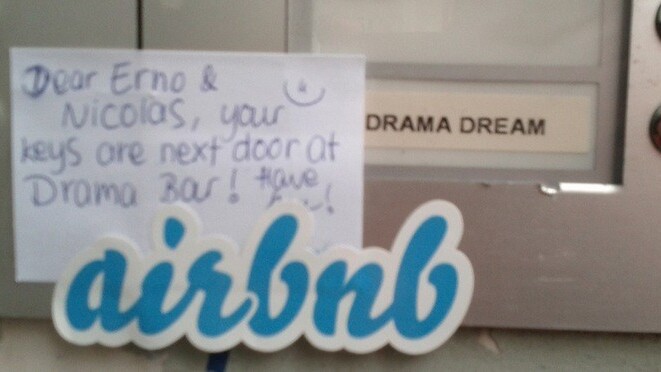 Dear Erno &
Nicolas, your
keys are next door at
Drama Bar! Have
DRAMA DREAM
airbnb